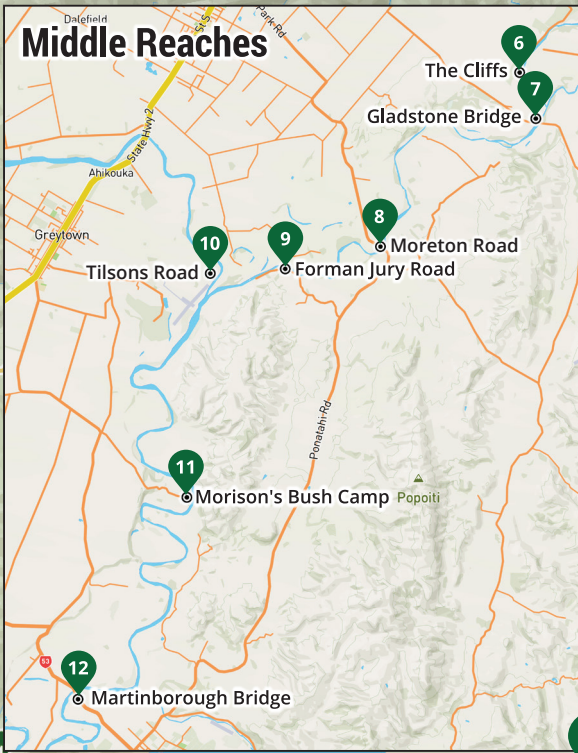 Dalefield
Middle Reaches
Park Rd
St S
6
The Cliffs
7
Gladstone Bridge
State Hwy 2
Ahikouka
Greytown
8
Moreton Road
9
Forman Jury Road
10
Tilsons Road
Ponatahi Rd
11
Morison's Bush Camp
Popoiti
53
12
Martinborough Bridge